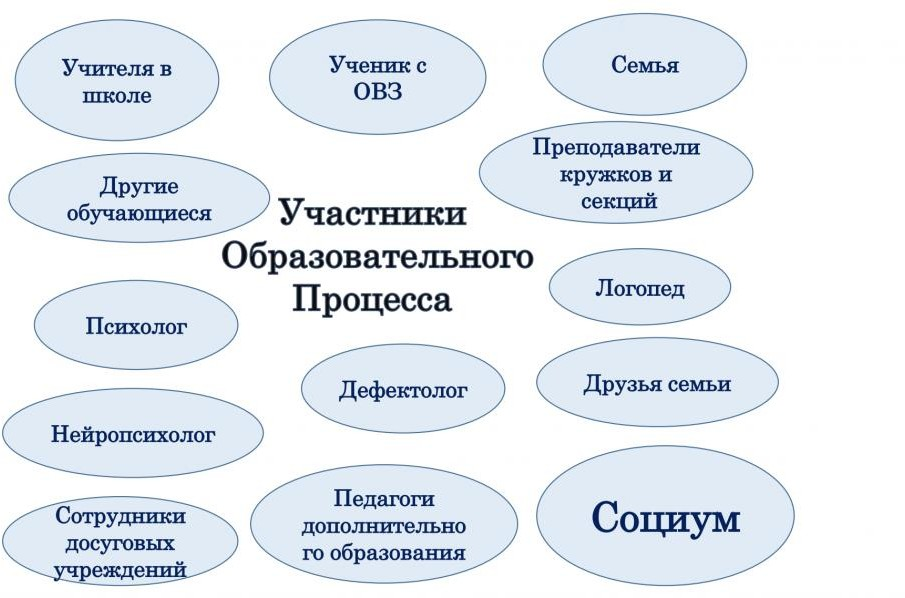 Учителя в
школе
Ученик с
ОВЗ
Семья
Преподаватели
кружков и
секций
Другие
обучающиеся
Участники
Образовательного
Процесса
Логопед
Психолог
Дефектолог
Друзья семьи
Нейропсихолог
Педагоги
дополнительно
го образования
Социум
Сотрудники
досуговых
учреждений